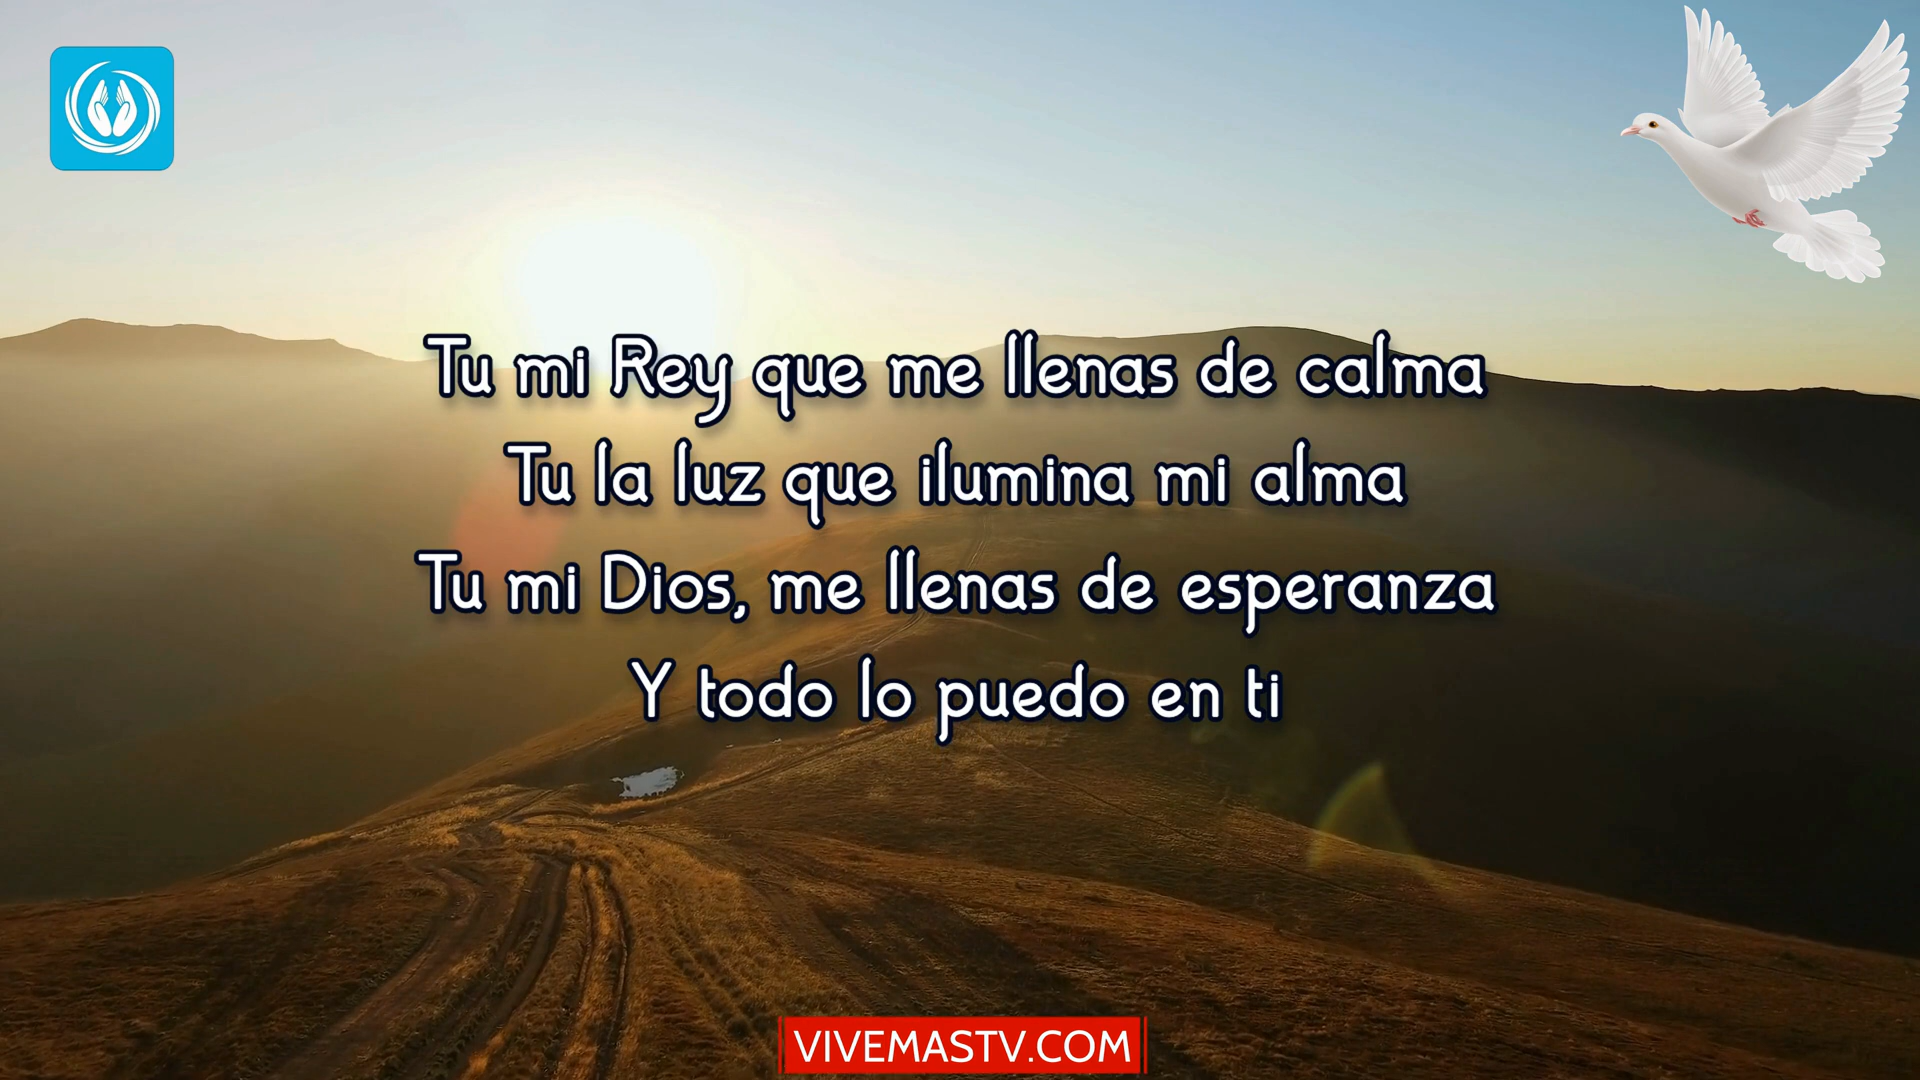 Tu mi Rey que me llenas de calma
Tu la luz que ilumina mi alma
Tu mi Dios, me llenas de esperanza
Y todo lo puedo en ti
VIVEMASTV.COM